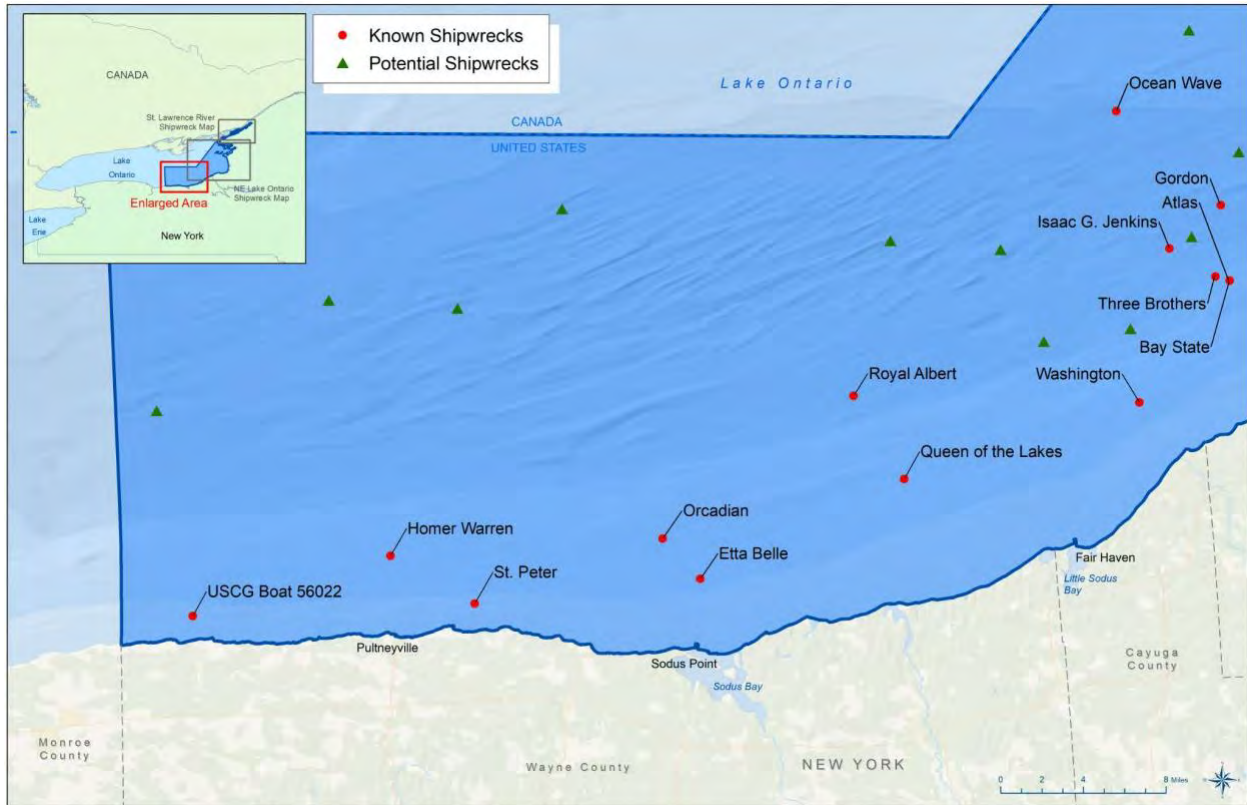 Known Shipwrecks
Potential Shipwrecks
CANADA
St. Lawrence River
Shipwreck Map
Lake
Ontario
NE Lake Ontario
Shipwreck Map
Enlarged Area
Lake
Erie
New York
Lake Ontario
CANADA
UNITED STATES
Ocean Wave
Gordon
Atlas
Isaac G. Jenkins
Three Brothers
Bay State
Royal Albert
Washington
Queen of the Lakes
Orcadian
Homer Warren
Etta Belle
St. Peter
USCG Boat 56022
Fair Haven
Little Sodus
Bay
Pultneyville
Sodus Point
Sodus Bay
Cayuga
County
Monroe
County
Wayne County
NEW YORK
0 2 4 8 Miles